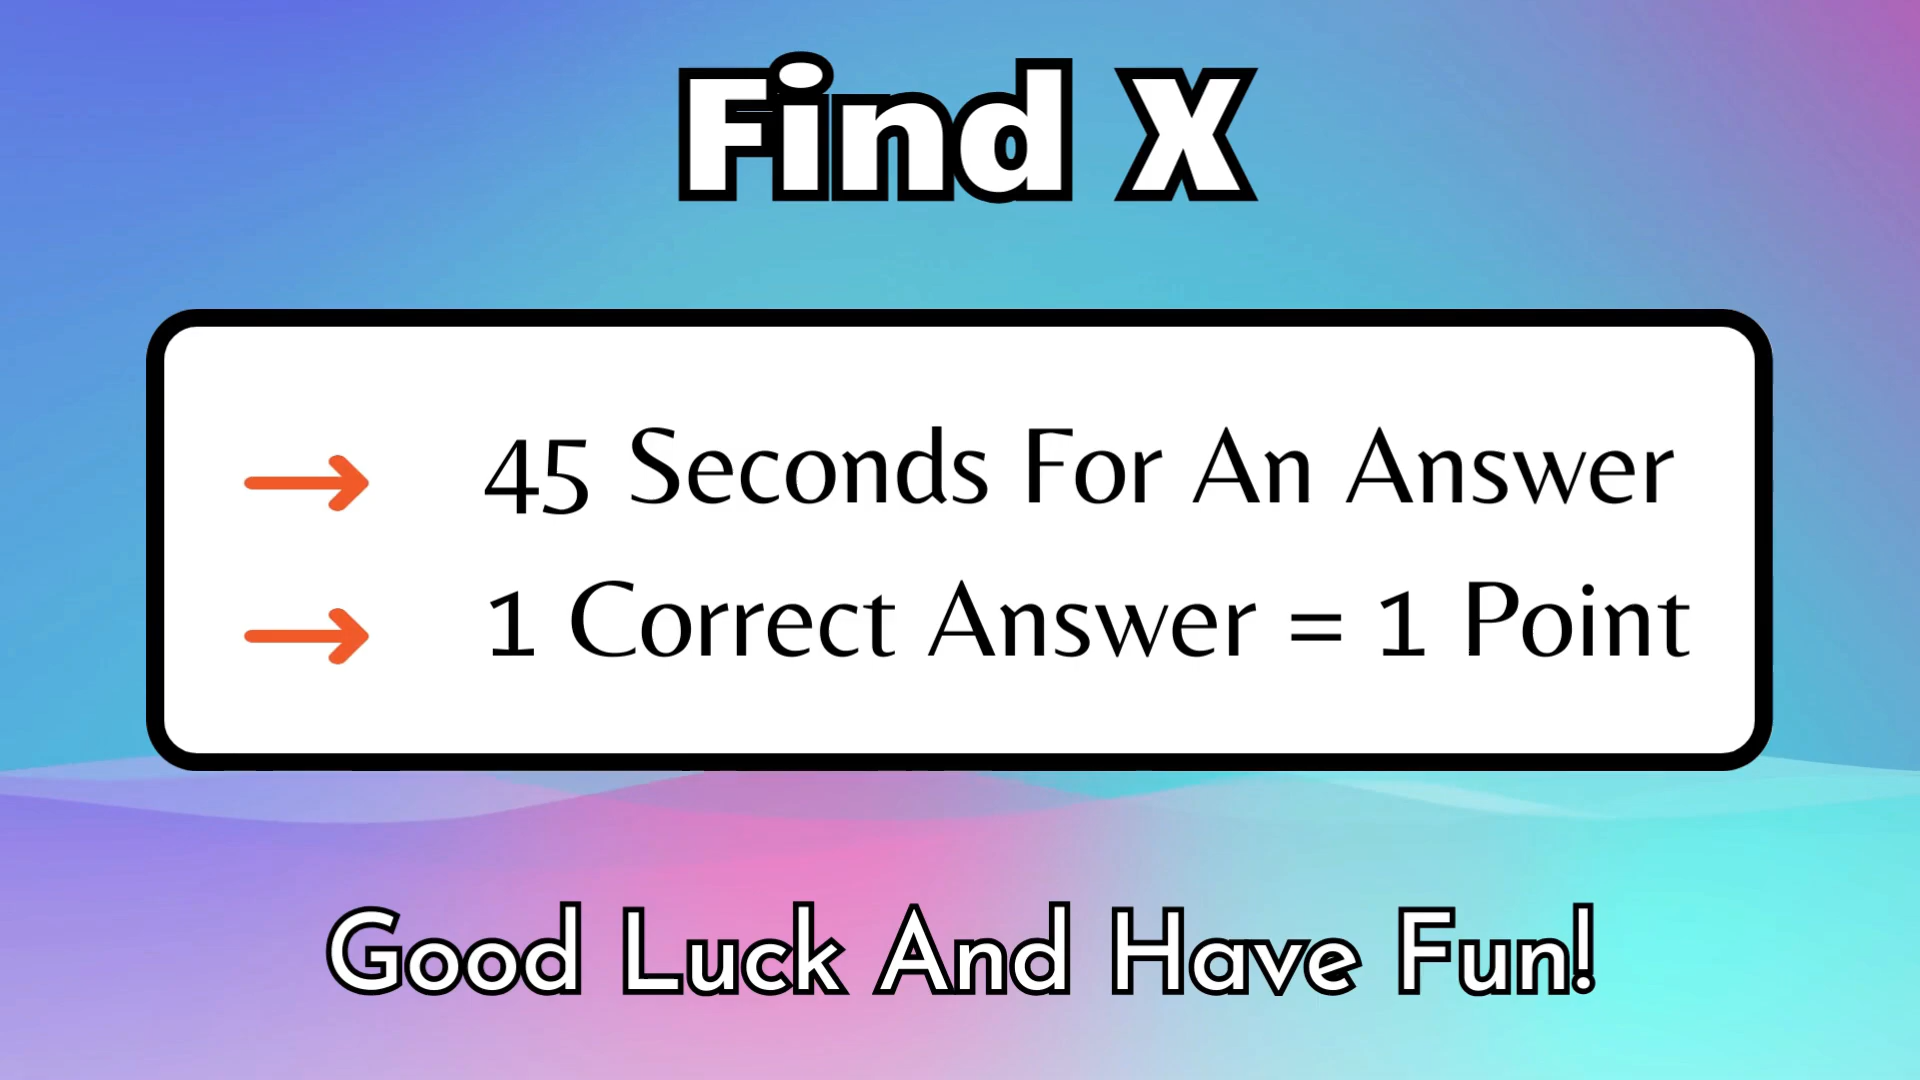 Find X
→ 45 Seconds For An Answer
→ 1 Correct Answer = 1 Point
Good Luck And Have Fun!